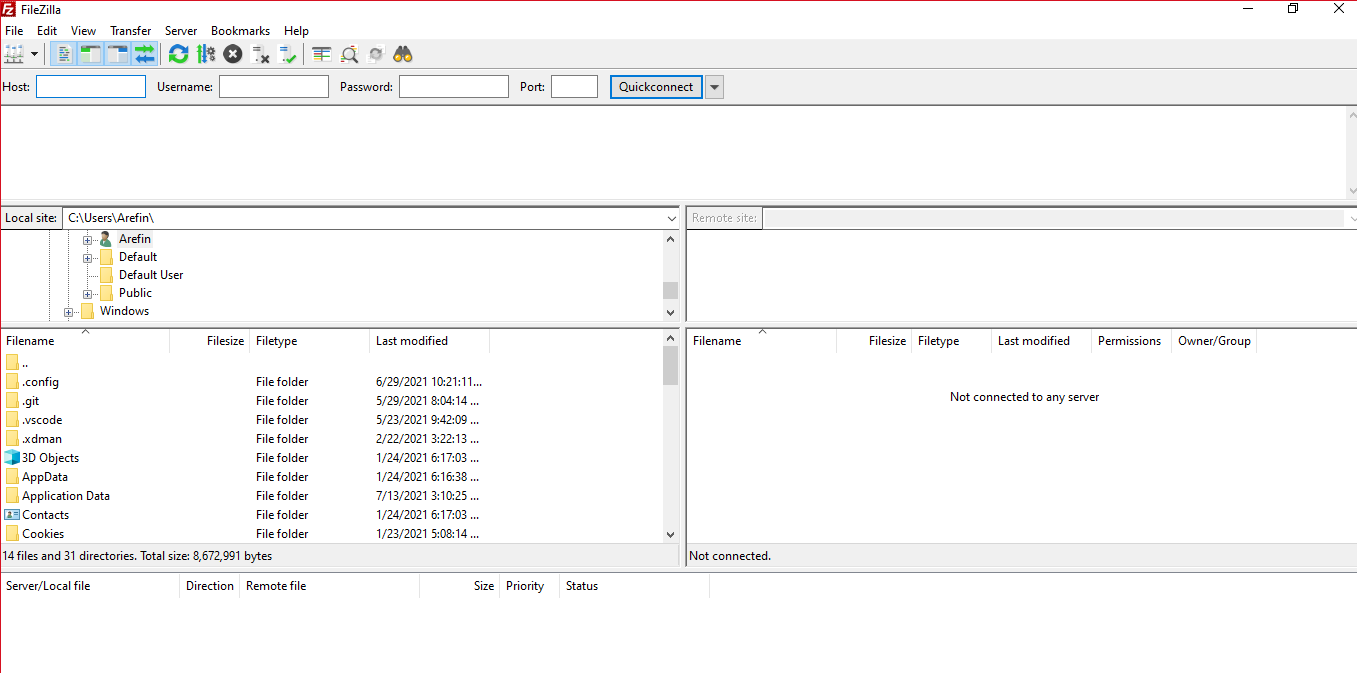 FileZilla
File Edit View Transfer Server Bookmarks Help
Host: Username: Password: Port: Quickconnect
Local site: C:\Users\Arefin\
Remote site:
Arefin
Default
Default User
Public
Windows
Filename Filesize Filetype Last modified
..
.config File folder 6/29/2021 10:21:11...
.git File folder 5/29/2021 8:04:14 ...
.vscode File folder 5/23/2021 9:42:09 ...
.xdman File folder 2/22/2021 3:22:13 ...
3D Objects File folder 1/24/2021 6:17:03 ...
AppData File folder 1/24/2021 6:16:38 ...
Application Data File folder 7/13/2021 3:10:25 ...
Contacts File folder 1/24/2021 6:17:03 ...
Cookies File folder 1/23/2021 5:08:14 ...
14 files and 31 directories. Total size: 8,672,991 bytes
Filename Filesize Filetype Last modified Permissions Owner/Group
Not connected to any server
Not connected.
Server/Local file Direction Remote file Size Priority Status